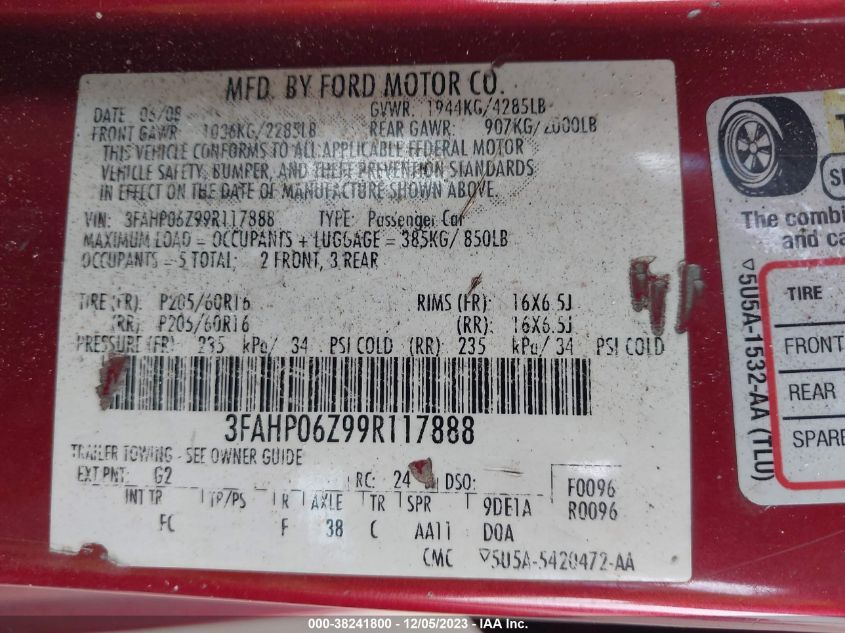 MFD. BY FORD MOTOR CO.
DATE 06/08 GVWR: 1944KG/4285LB
FRONT GAWR: 1036KG/2285LB REAR GAWR: 907KG/2000LB
THIS VEHICLE CONFORMS TO ALL APPLICABLE FEDERAL MOTOR
VEHICLE SAFETY, BUMPER, AND THEFT PREVENTION STANDARDS
IN EFFECT ON THE DATE OF MANUFACTURE SHOWN ABOVE.
VIN: 3FAHP06Z99R117888 TYPE: Passenger Car
MAXIMUM LOAD = OCCUPANTS + LUGGAGE = 385KG/ 850LB
OCCUPANTS = 5 TOTAL; 2 FRONT, 3 REAR
TIRE (FR) P205/60R16 RIMS (FR): 16X6.5J
(RR) P205/60R16 (RR): 16X6.5J
PRESSURE (FR) 235 kPa/ 34 PSI COLD (RR) 235 kPa/ 34 PSI COLD
3FAHP06Z99R117888
TRAILER TOWING - SEE OWNER GUIDE
EXT PNT: G2 RC: 24 DSO: F0096
INT TR TP/PS R AXLE TR SPR 9DE1A R0096
FC F 38 C AA11 DOA
CMC ▽5U5A-5420472-AA
The combi
and ca
▽5U5A-1532-AA (TLU)
TIRE
FRONT
REAR
SPARE
000-38241800 - 12/05/2023 - © IAA, Inc.